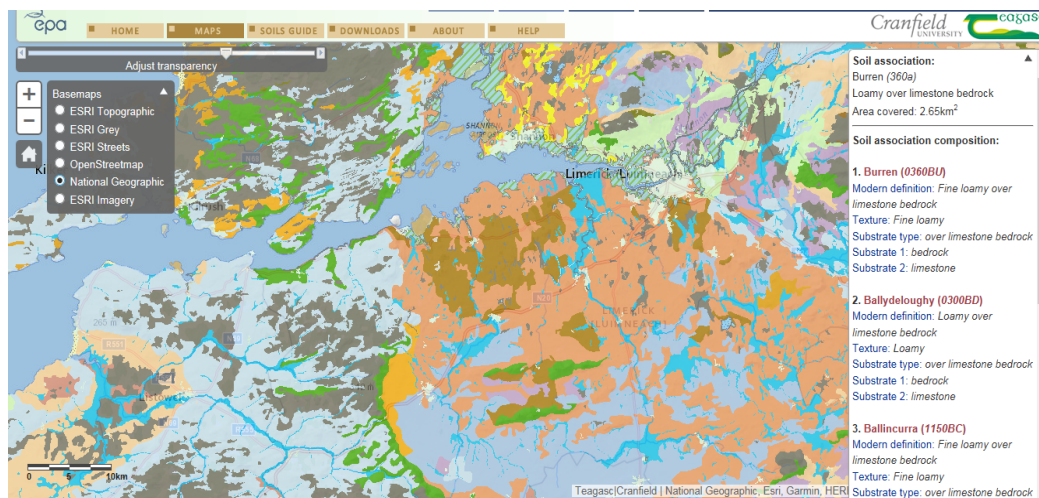 epa
HOME
MAPS
SOILS GUIDE
DOWNLOADS
ABOUT
HELP
Cranfield
UNIVERSITY
Adjust transparency
+
−
Basemaps
ESRI Topographic
ESRI Grey
ESRI Streets
OpenStreetmap
National Geographic
ESRI Imagery
Limerick
LIMERICK
Listowel
R551
265 m
0 5 10km
Teagasc|Cranfield | National Geographic, Esri, Garmin, HERE
Soil association:
Burren (360a)
Loamy over limestone bedrock
Area covered: 2.65km2
Soil association composition:
1. Burren (0360BU)
Modern definition: Fine loamy over
limestone bedrock
Texture: Fine loamy
Substrate type: over limestone bedrock
Substrate 1: bedrock
Substrate 2: limestone
2. Ballydeloughy (0300BD)
Modern definition: Loamy over
limestone bedrock
Texture: Loamy
Substrate type: over limestone bedrock
Substrate 1: bedrock
Substrate 2: limestone
3. Ballincurra (1150BC)
Modern definition: Fine loamy over
limestone bedrock
Texture: Fine loamy
Substrate type: over limestone bedrock